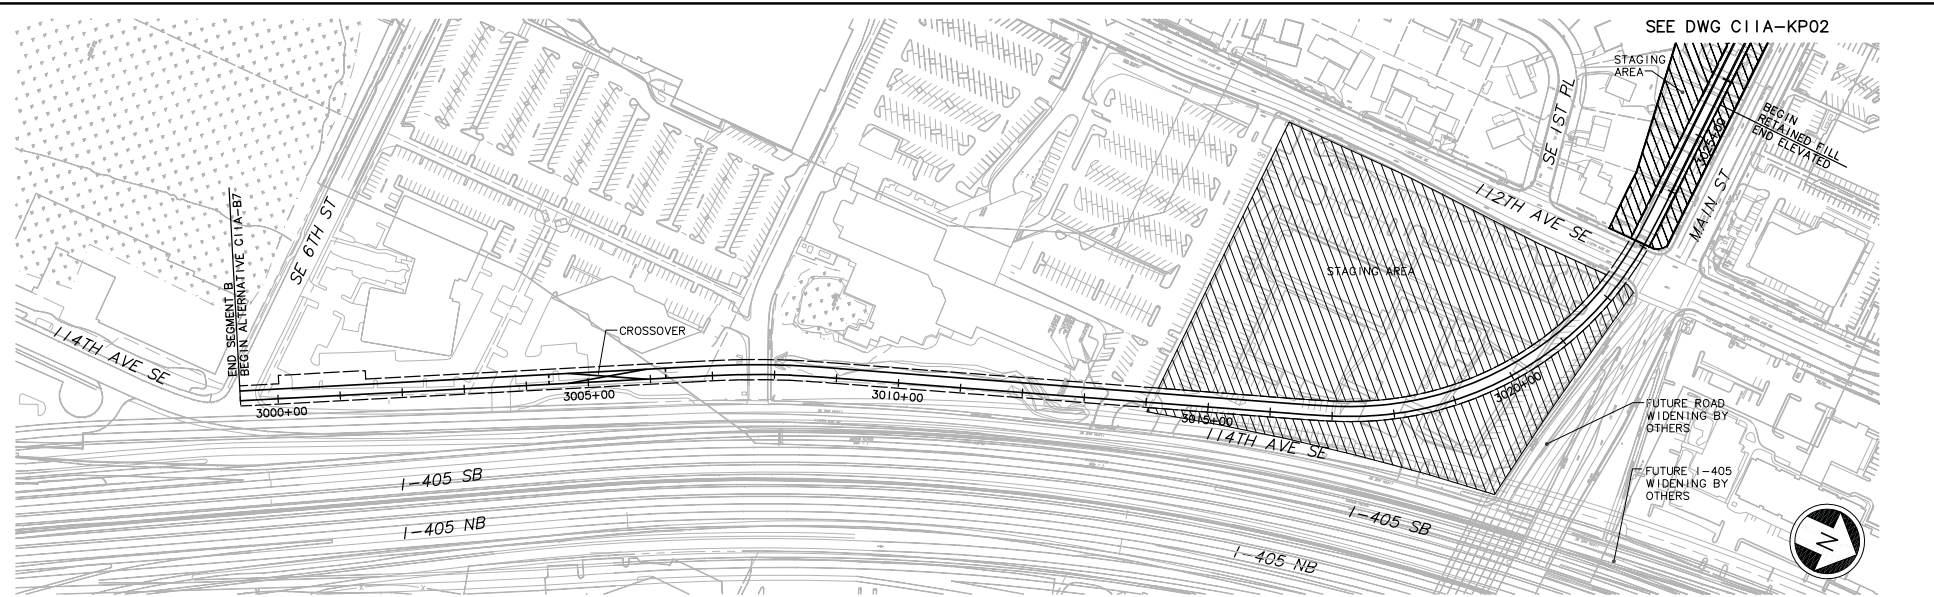 SEE DWG C11A-KP02
STAGING
AREA
BEGIN
RETAINED FILL
END ELEVATED
3025+00
SE 1ST PL
112TH AVE SE
MAIN ST
SE 6TH ST
114TH AVE SE
END SEGMENT B
BEGIN ALTERNATIVE C11A-B7
STAGING AREA
CROSSOVER
3000+00
3005+00
3010+00
3015+00
3020+00
114TH AVE SE
FUTURE ROAD
WIDENING BY
OTHERS
FUTURE I-405
WIDENING BY
OTHERS
I-405 SB
I-405 NB
I-405 SB
I-405 NB
N